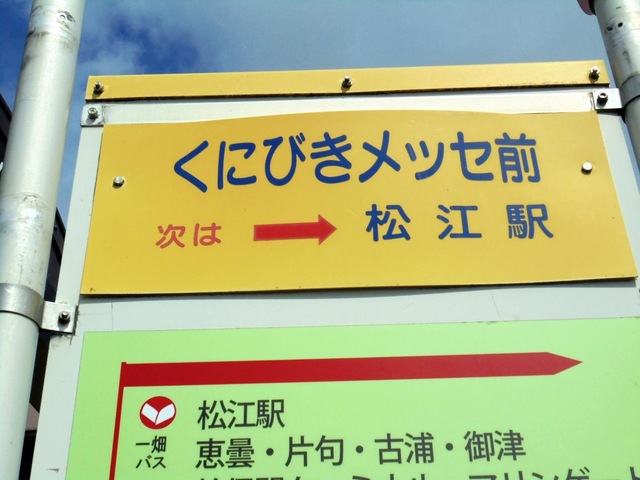 くにびきメッセ前
次は 松江駅
一畑
バス
松江駅
恵曇・片句・古浦・御津